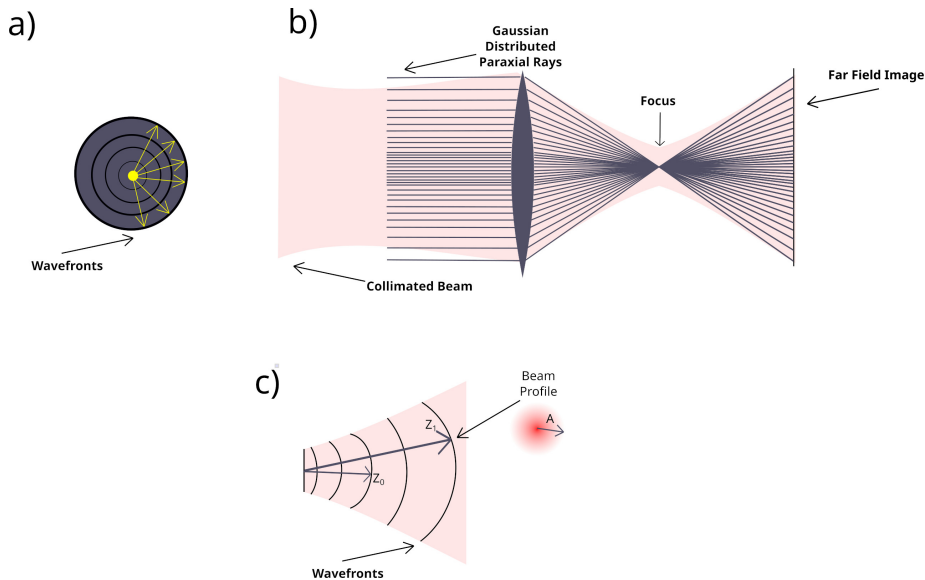 a)
b)
Gaussian
Distributed
Paraxial Rays
Far Field Image
Focus
Wavefronts
Collimated Beam
c)
Beam
Profile
A
Z1
Z0
Wavefronts